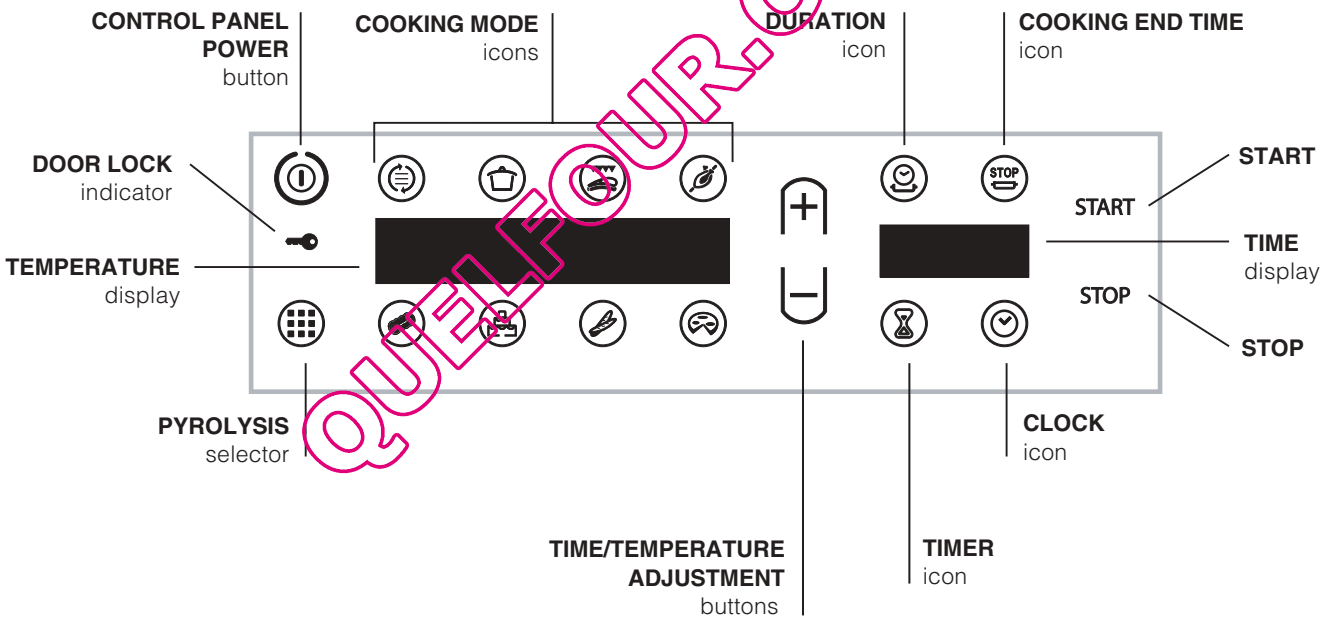 CONTROL PANEL
POWER
button
COOKING MODE
icons
DURATION
icon
COOKING END TIME
icon
DOOR LOCK
indicator
STOP
START
START
TEMPERATURE
display
TIME
display
STOP
STOP
PYROLYSIS
selector
CLOCK
icon
TIME/TEMPERATURE
ADJUSTMENT
buttons
TIMER
icon
QUELFOUR.